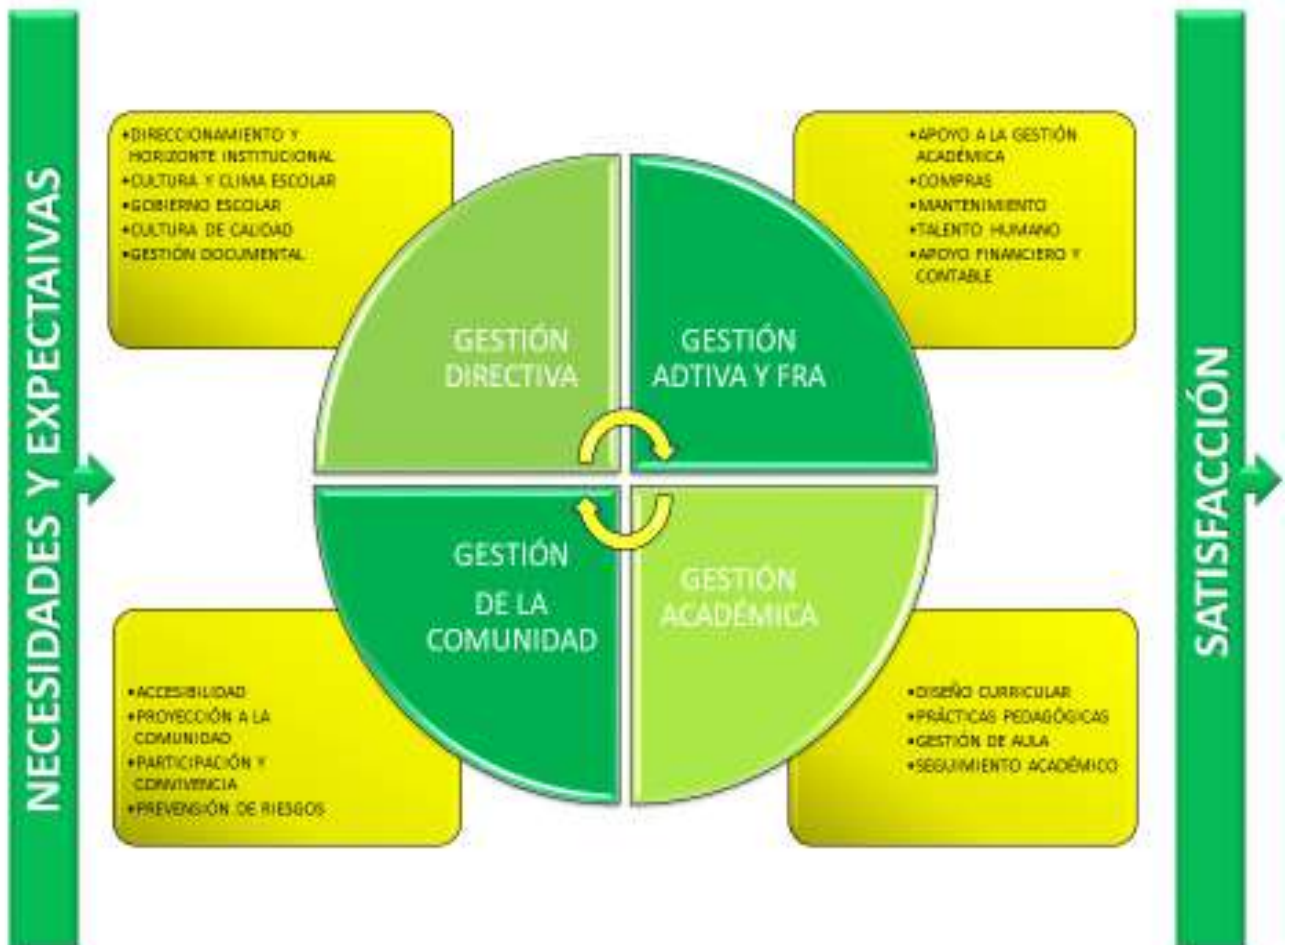 NECESIDADES Y EXPECTAIVAS
•DIRECCIONAMIENTO Y
HORIZONTE INSTITUCIONAL
•CULTURA Y CLIMA ESCOLAR
•GOBIERNO ESCOLAR
•CULTURA DE CALIDAD
•GESTIÓN DOCUMENTAL
•APOYO A LA GESTIÓN
ACADÉMICA
•COMPRAS
•MANTENIMIENTO
•TALENTO HUMANO
•APOYO FINANCIERO Y
CONTABLE
GESTIÓN
DIRECTIVA
GESTIÓN
ADTIVA Y FRA
GESTIÓN
DE LA
COMUNIDAD
GESTIÓN
ACADÉMICA
•ACCESIBILIDAD
•PROYECCIÓN A LA
COMUNIDAD
•PARTICIPACIÓN Y
CONVIVENCIA
•PREVENSIÓN DE RIESGOS
•DISEÑO CURRICULAR
•PRÁCTICAS PEDAGÓGICAS
•GESTIÓN DE AULA
•SEGUIMIENTO ACADÉMICO
SATISFACCIÓN